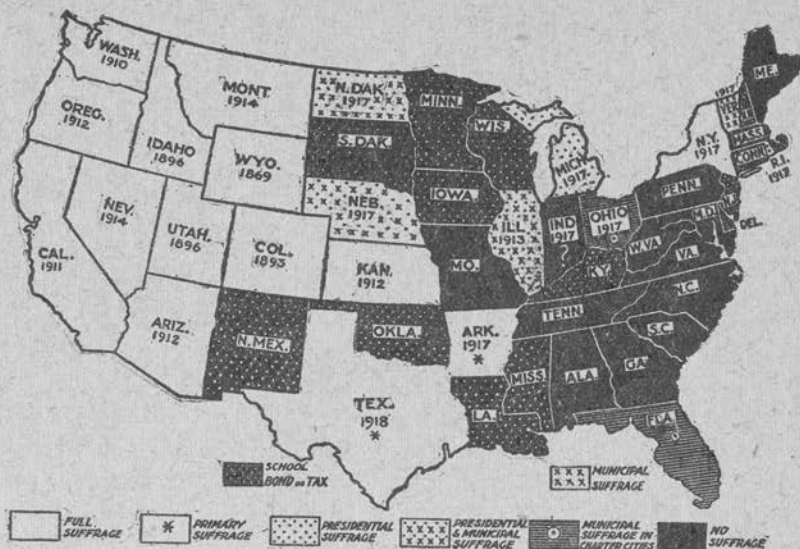 WASH.
1910
OREG.
1912
IDAHO
1896
MONT.
1914
WYO.
1869
NEV.
1914
UTAH.
1896
COL.
1893
CAL.
1911
ARIZ.
1912
N.MEX.
N.DAK.
1917
S.DAK.
NEB.
1917
KAN.
1912
OKLA.
TEX.
1918
*
MINN.
IOWA.
MO.
ARK.
1917
*
LA.
WIS.
ILL
1913
MICH.
1917.
IND
1917
?
OHIO
1917
KY.
TENN.
MISS.
ALA.
GA.
FLA.
S.C.
N.C.
VA.
W.VA
M.D.
DEL.
N.J.
PENN.
N.Y.
1917
1917
VER.
ME.
MASS.
CONN.
R.I.
1917
SCHOOL
BOND OR TAX
MUNICIPAL
SUFFRAGE
FULL
SUFFRAGE
*
PRIMARY
SUFFRAGE
PRESIDENTIAL
SUFFRAGE
PRESIDENTIAL
& MUNICIPAL
SUFFRAGE
MUNICIPAL
SUFFRAGE IN
CHARTER CITIES
NO
SUFFRAGE